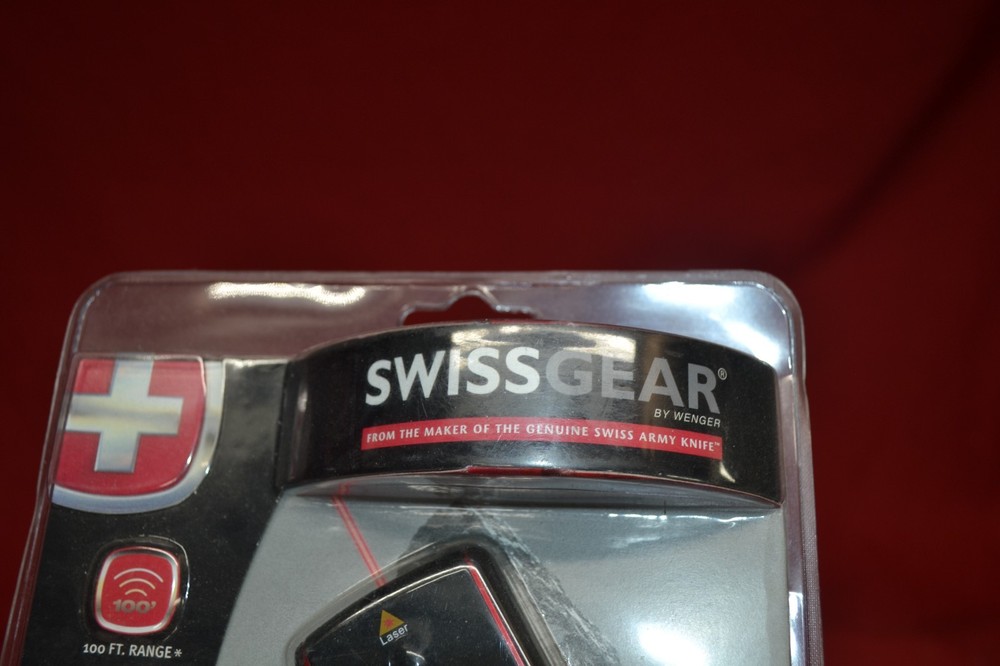 SWISSGEAR®
BY WENGER
FROM THE MAKER OF THE GENUINE SWISS ARMY KNIFE™
100'
100 FT. RANGE*
Laser